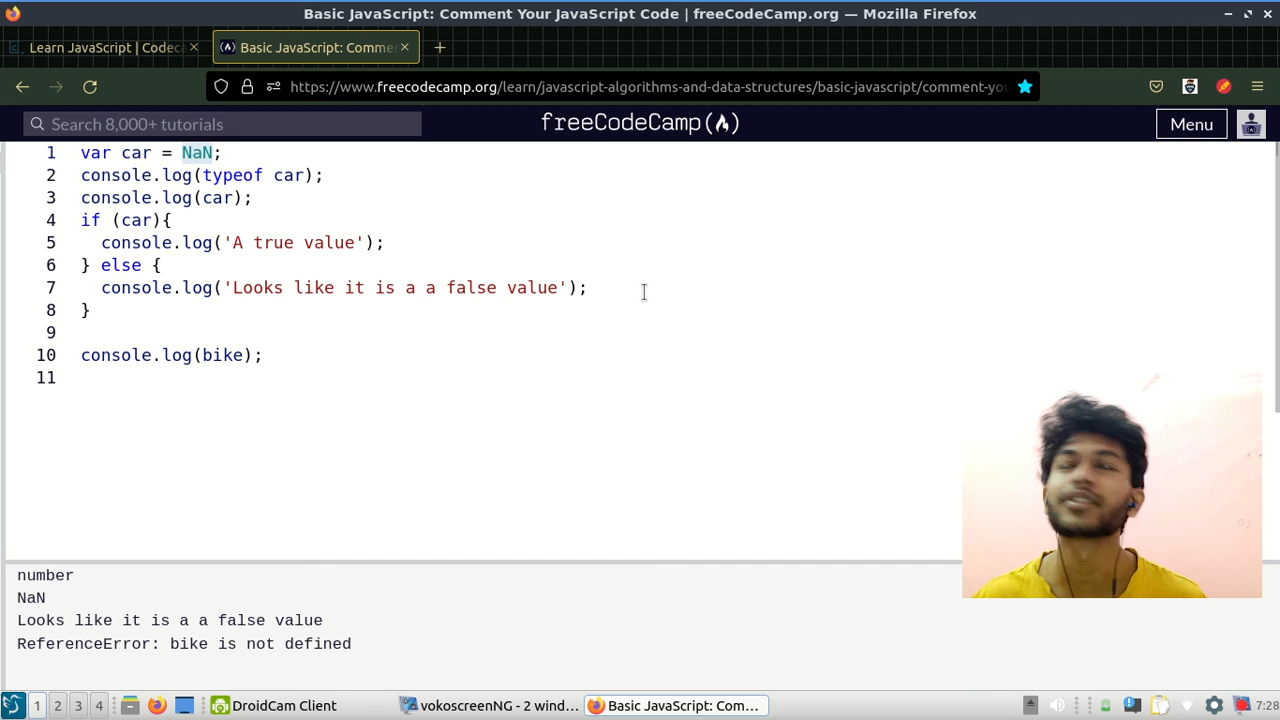 Basic JavaScript: Comment Your JavaScript Code | freeCodeCamp.org — Mozilla Firefox
Learn JavaScript | Codeca
Basic JavaScript: Comme
https://www.freecodecamp.org/learn/javascript-algorithms-and-data-structures/basic-javascript/comment-yo
Search 8,000+ tutorials
freeCodeCamp
Menu
1 var car = NaN;
2 console.log(typeof car);
3 console.log(car);
4 if (car){
5 console.log('A true value');
6 } else {
7 console.log('Looks like it is a a false value');
8 }
9
10 console.log(bike);
11
number
NaN
Looks like it is a a false value
ReferenceError: bike is not defined
1 2 3 4 DroidCam Client vokoscreenNG - 2 wind... Basic JavaScript: Com... 7:28